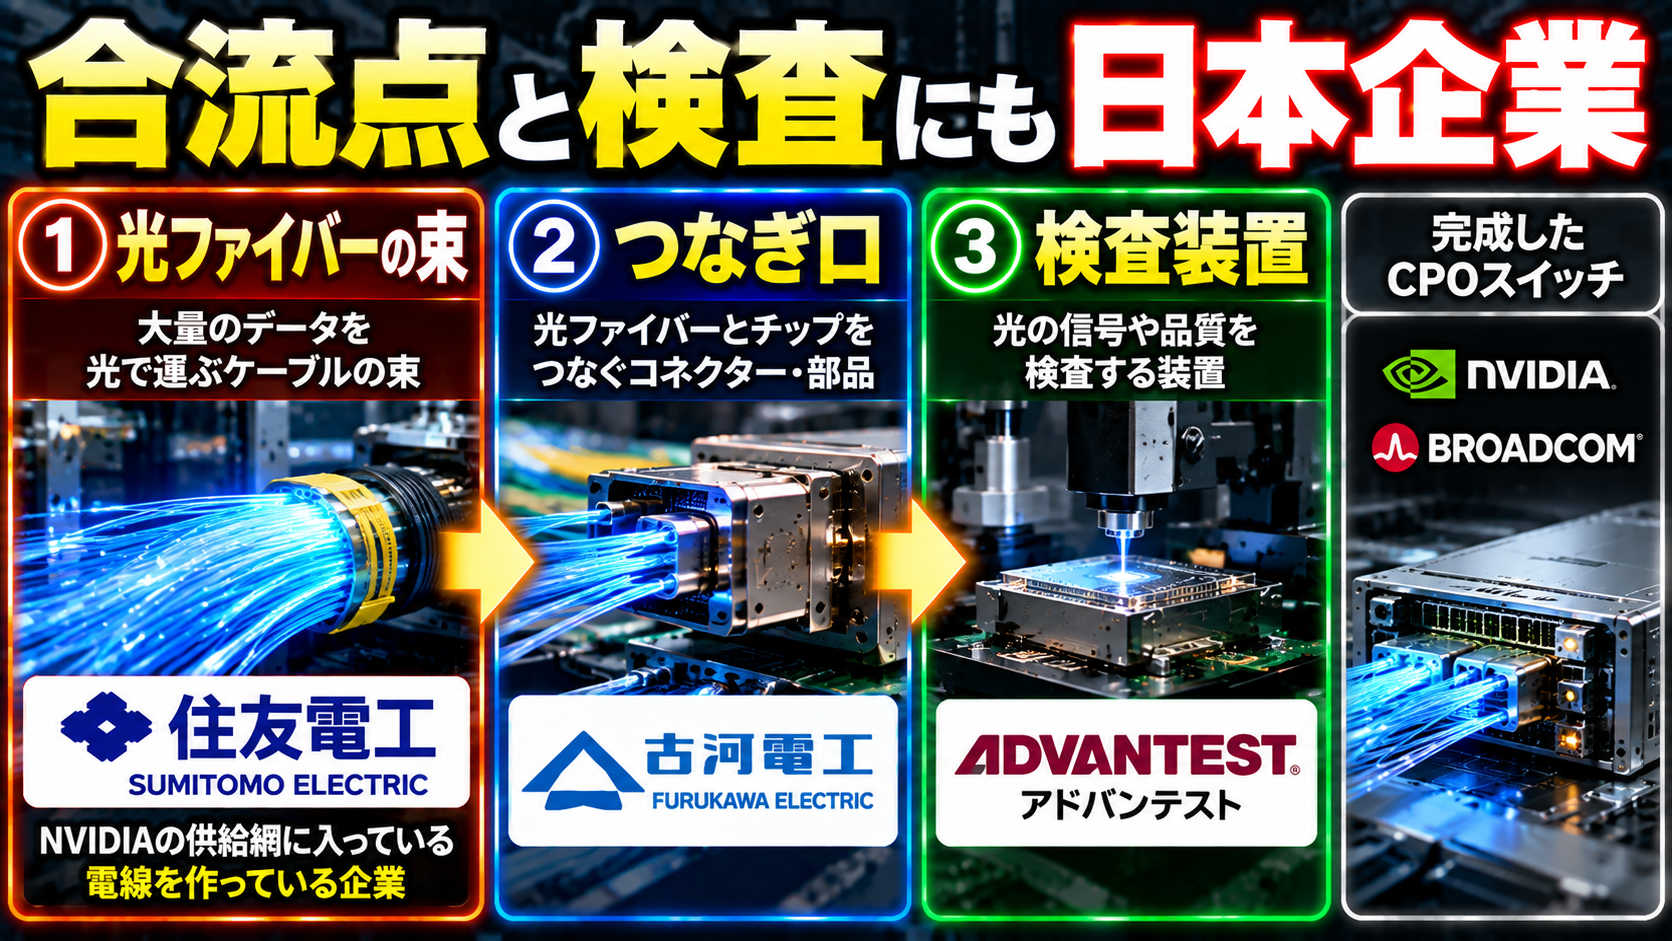 合流点と検査にも日本企業
① 光ファイバーの束
大量のデータを
光で運ぶケーブルの束
住友電工
SUMITOMO ELECTRIC
NVIDIAの供給網に入っている
電線を作っている企業
② つなぎ口
光ファイバーとチップを
つなぐコネクター・部品
古河電工
FURUKAWA ELECTRIC
③ 検査装置
光の信号や品質を
検査する装置
ADVANTEST®
アドバンテスト
完成した
CPOスイッチ
NVIDIA.
BROADCOM®